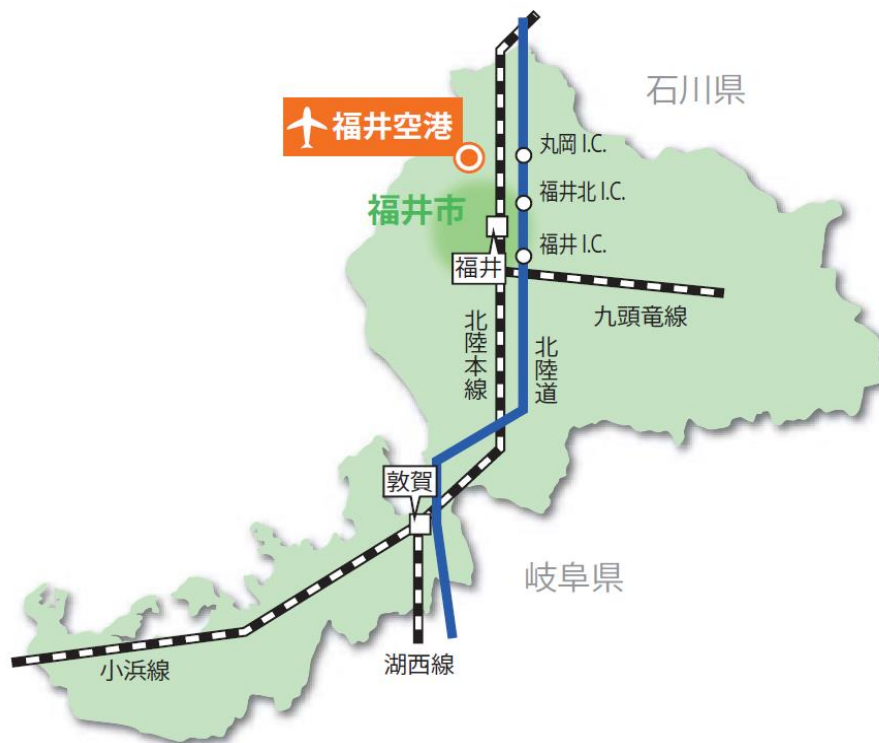 石川県
福井空港
丸岡 I.C.
福井北 I.C.
福井市
福井 I.C.
福井
九頭竜線
北陸本線
北陸道
敦賀
岐阜県
小浜線
湖西線